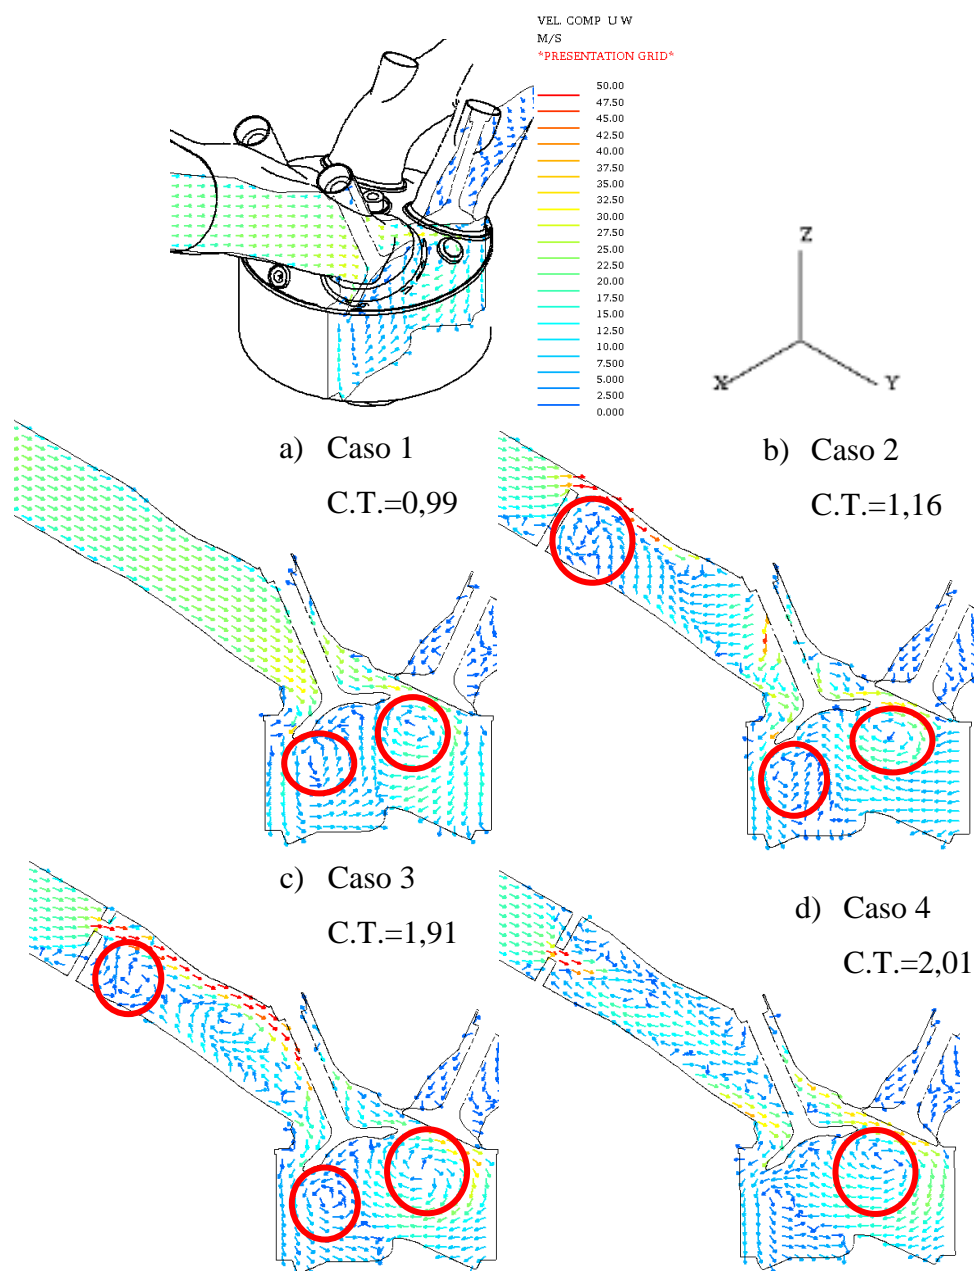 VEL. COMP U W
M/S
*PRESENTATION GRID*
50.00
47.50
45.00
42.50
40.00
37.50
35.00
32.50
30.00
27.50
25.00
22.50
20.00
17.50
15.00
12.50
10.00
7.500
5.000
2.500
0.000
Z
X
Y
a) Caso 1
C.T.=0,99
b) Caso 2
C.T.=1,16
c) Caso 3
C.T.=1,91
d) Caso 4
C.T.=2,01